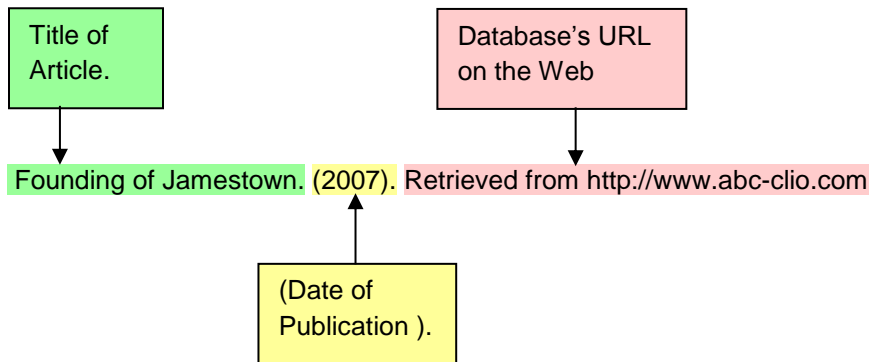 Title of
Article.
Database’s URL
on the Web
Founding of Jamestown. (2007). Retrieved from http://www.abc-clio.com
(Date of
Publication ).